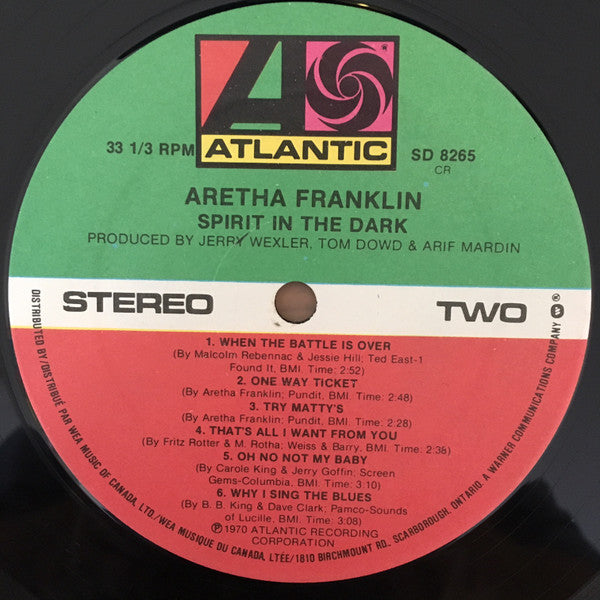 33 1/3 RPM
ATLANTIC
SD 8265
CR
ARETHA FRANKLIN
SPIRIT IN THE DARK
PRODUCED BY JERRY WEXLER, TOM DOWD & ARIF MARDIN
STEREO
TWO
1. WHEN THE BATTLE IS OVER
(By Malcolm Rebennac & Jessie Hill; Ted East-1
Found It, BMI. Time: 2:52)
2. ONE WAY TICKET
(By Aretha Franklin; Pundit, BMI. Time: 2:48)
3. TRY MATTY'S
(By Aretha Franklin; Pundit, BMI. Time: 2:28)
4. THAT'S ALL I WANT FROM YOU
(By Fritz Rotter & M. Rotha; Weiss & Barry, BMI. Time: 2:38)
5. OH NO NOT MY BABY
(By Carole King & Jerry Goffin; Screen
Gems-Columbia, BMI. Time: 3:10)
6. WHY I SING THE BLUES
(By B. B. King & Dave Clark; Pamco-Sounds
of Lucille, BMI. Time: 3:08)
℗1970 ATLANTIC RECORDING
CORPORATION
DISTRIBUTED BY/DISTRIBUÉ PAR WEA MUSIC OF CANADA, LTD./WEA MUSIQUE DU CANADA, LTÉE/1810 BIRCHMOUNT RD., SCARBOROUGH, ONTARIO. A WARNER COMMUNICATIONS COMPANY W ®